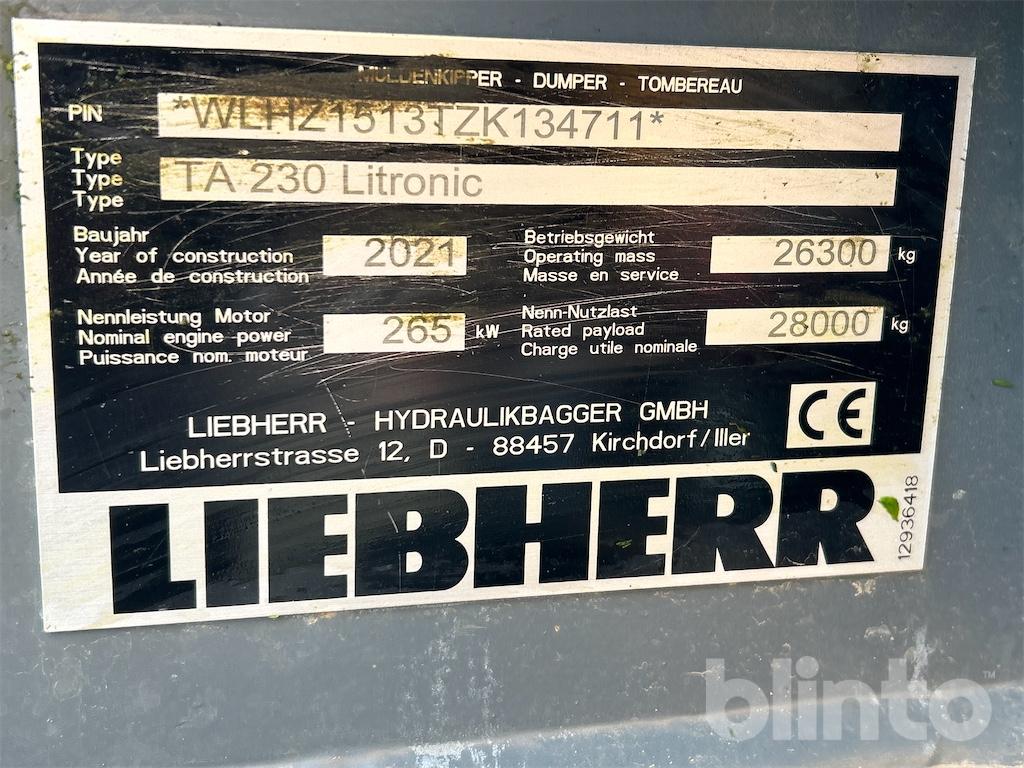 MULDENKIPPER - DUMPER - TOMBEREAU
PIN *WLHZ1513TZK134711*
Type
Type TA 230 Litronic
Type
Baujahr
Year of construction 2021
Année de construction
Betriebsgewicht
Operating mass 26300 kg
Masse en service
Nennleistung Motor
Nominal engine power 265 kW
Puissance nom. moteur
Nenn-Nutzlast
Rated payload 28000 kg
Charge utile nominale
LIEBHERR - HYDRAULIKBAGGER GMBH
Liebherrstrasse 12, D - 88457 Kirchdorf/Iller
CE
LIEBHERR
12936418
blinto™